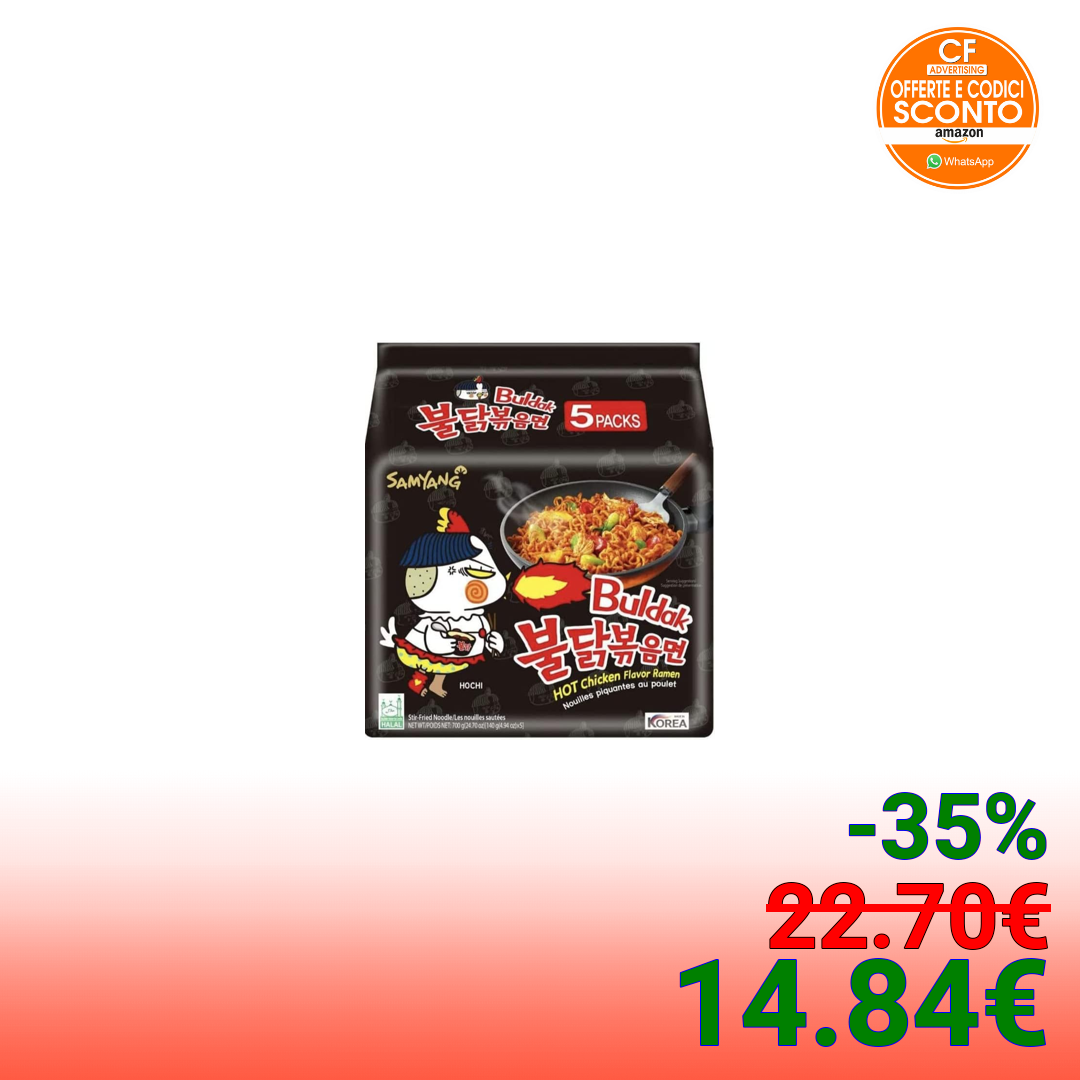 CF
ADVERTISING
OFFERTE E CODICI
SCONTO
amazon
WhatsApp
Buldak
불닭볶음면
5 PACKS
SAMYANG
Buldak
불닭볶음면
HOT Chicken Flavor Ramen
Nouilles piquantes au poulet
HOCHI
HALAL
Stir-Fried Noodle/Les nouilles sautées
NET WT/POIDS NET: 700 g(24.70 oz)[140 g(4.94 oz)x5]
KOREA
-35%
22.70€
14.84€